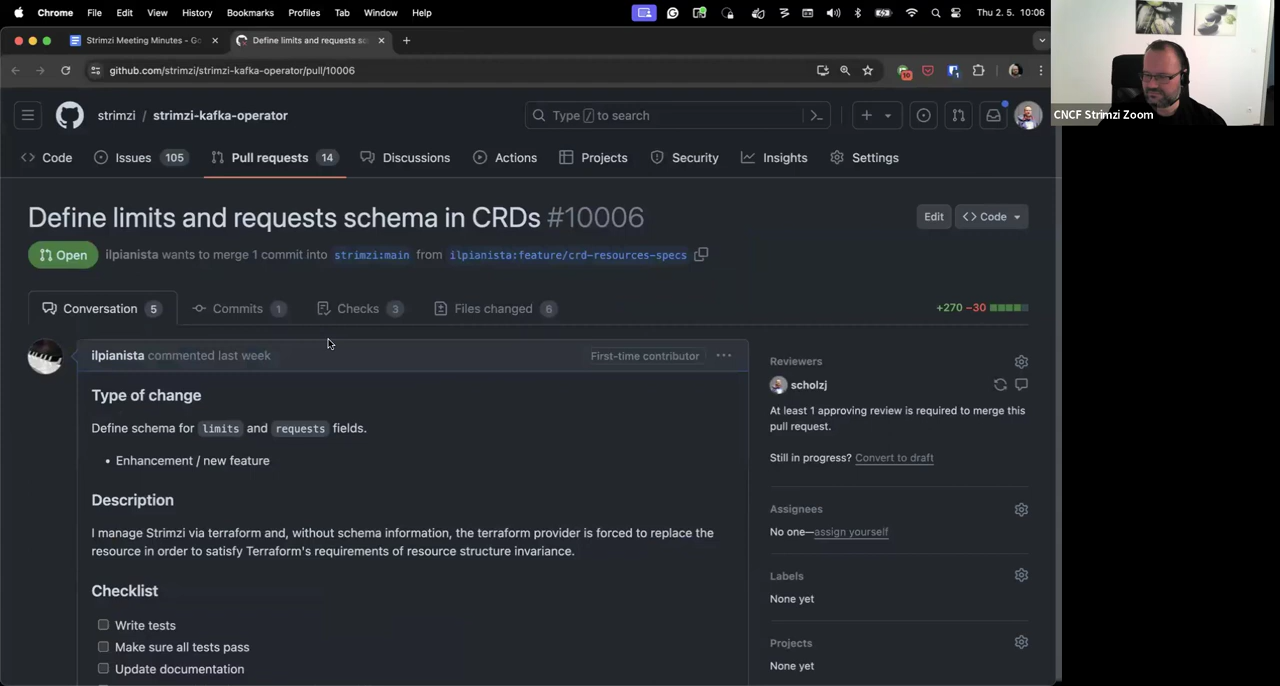 Chrome File Edit View History Bookmarks Profiles Tab Window Help Thu 2. 5. 10:06
Strimzi Meeting Minutes - Go
Define limits and requests sc
github.com/strimzi/strimzi-kafka-operator/pull/10006
10
CNCF Strimzi Zoom
strimzi / strimzi-kafka-operator
Type / to search
Code Issues 105 Pull requests 14 Discussions Actions Projects Security Insights Settings
Define limits and requests schema in CRDs #10006
Edit <> Code
Open ilpianista wants to merge 1 commit into strimzi:main from ilpianista:feature/crd-resources-specs
Conversation 5 Commits 1 Checks 3 Files changed 6
+270 −30
ilpianista commented last week
First-time contributor
Type of change
Define schema for limits and requests fields.
• Enhancement / new feature
Description
I manage Strimzi via terraform and, without schema information, the terraform provider is forced to replace the
resource in order to satisfy Terraform's requirements of resource structure invariance.
Checklist
Write tests
Make sure all tests pass
Update documentation
Reviewers
scholzj
At least 1 approving review is required to merge this
pull request.
Still in progress? Convert to draft
Assignees
No one—assign yourself
Labels
None yet
Projects
None yet